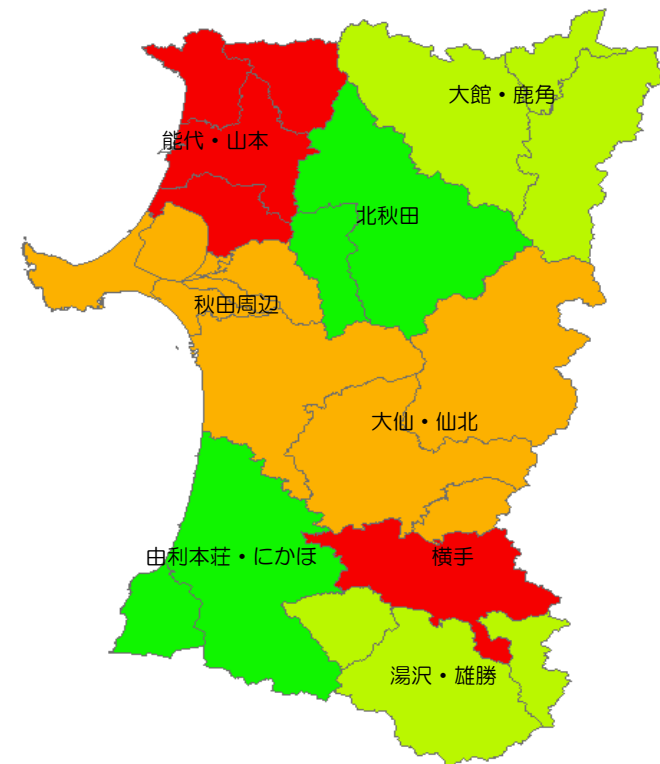 大館・鹿角
能代・山本
北秋田
秋田周辺
大仙・仙北
由利本荘・にかほ
横手
湯沢・雄勝